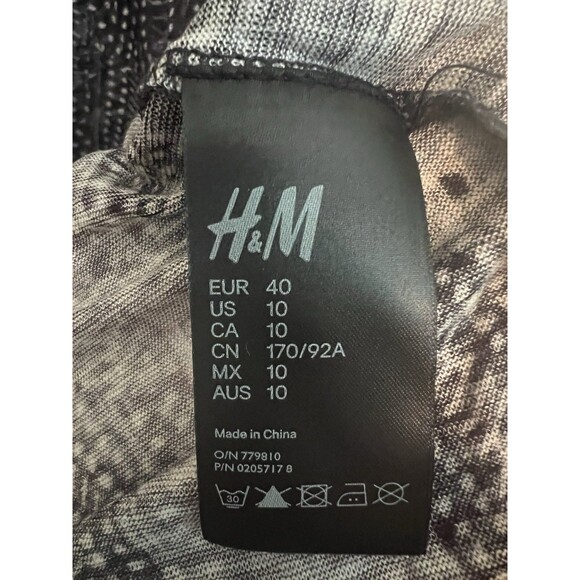 H&M
EUR 40
US 10
CA 10
CN 170/92A
MX 10
AUS 10
Made in China
O/N 779810
P/N 0205717 8
30